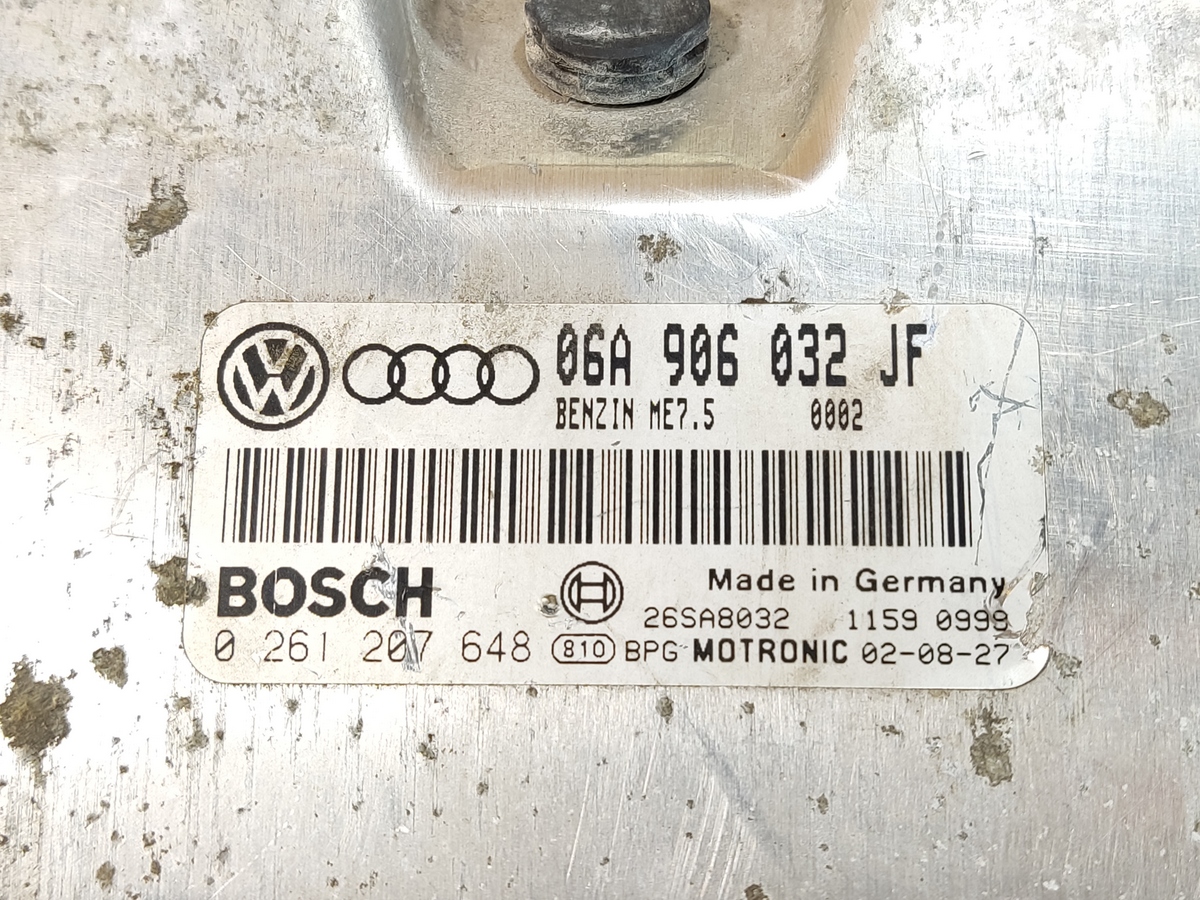 06A 906 032 JF
BENZIN ME7.5 0002
BOSCH
Made in Germany
26SA8032 1159 0999
0 261 207 648 810 BPG MOTRONIC 02-08-27